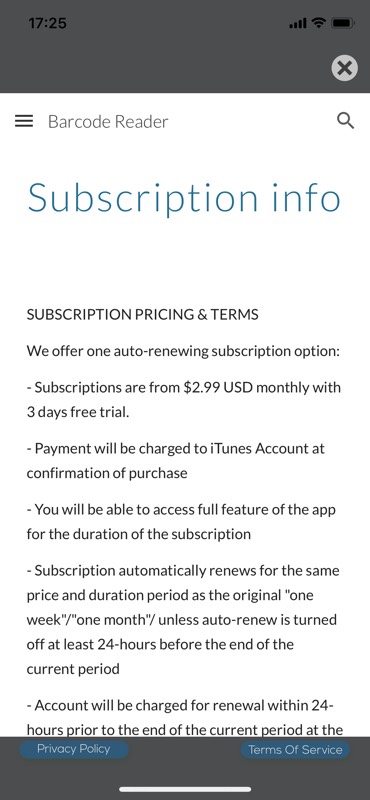 17:25
Barcode Reader
Subscription info
SUBSCRIPTION PRICING & TERMS
We offer one auto-renewing subscription option:
- Subscriptions are from $2.99 USD monthly with
3 days free trial.
- Payment will be charged to iTunes Account at
confirmation of purchase
- You will be able to access full feature of the app
for the duration of the subscription
- Subscription automatically renews for the same
price and duration period as the original "one
week"/"one month"/ unless auto-renew is turned
off at least 24-hours before the end of the
current period
- Account will be charged for renewal within 24-
hours prior to the end of the current period at the
Privacy Policy
Terms Of Service